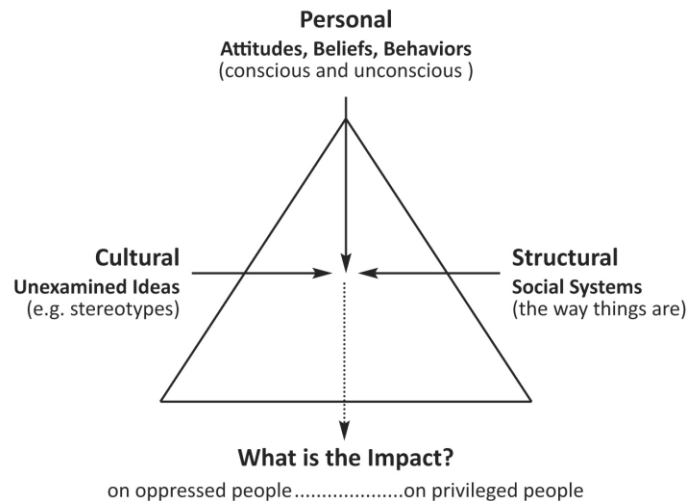 Personal
Attitudes, Beliefs, Behaviors
(conscious and unconscious )
Cultural
Unexamined Ideas
(e.g. stereotypes)
Structural
Social Systems
(the way things are)
What is the Impact?
on oppressed people.....................on privileged people